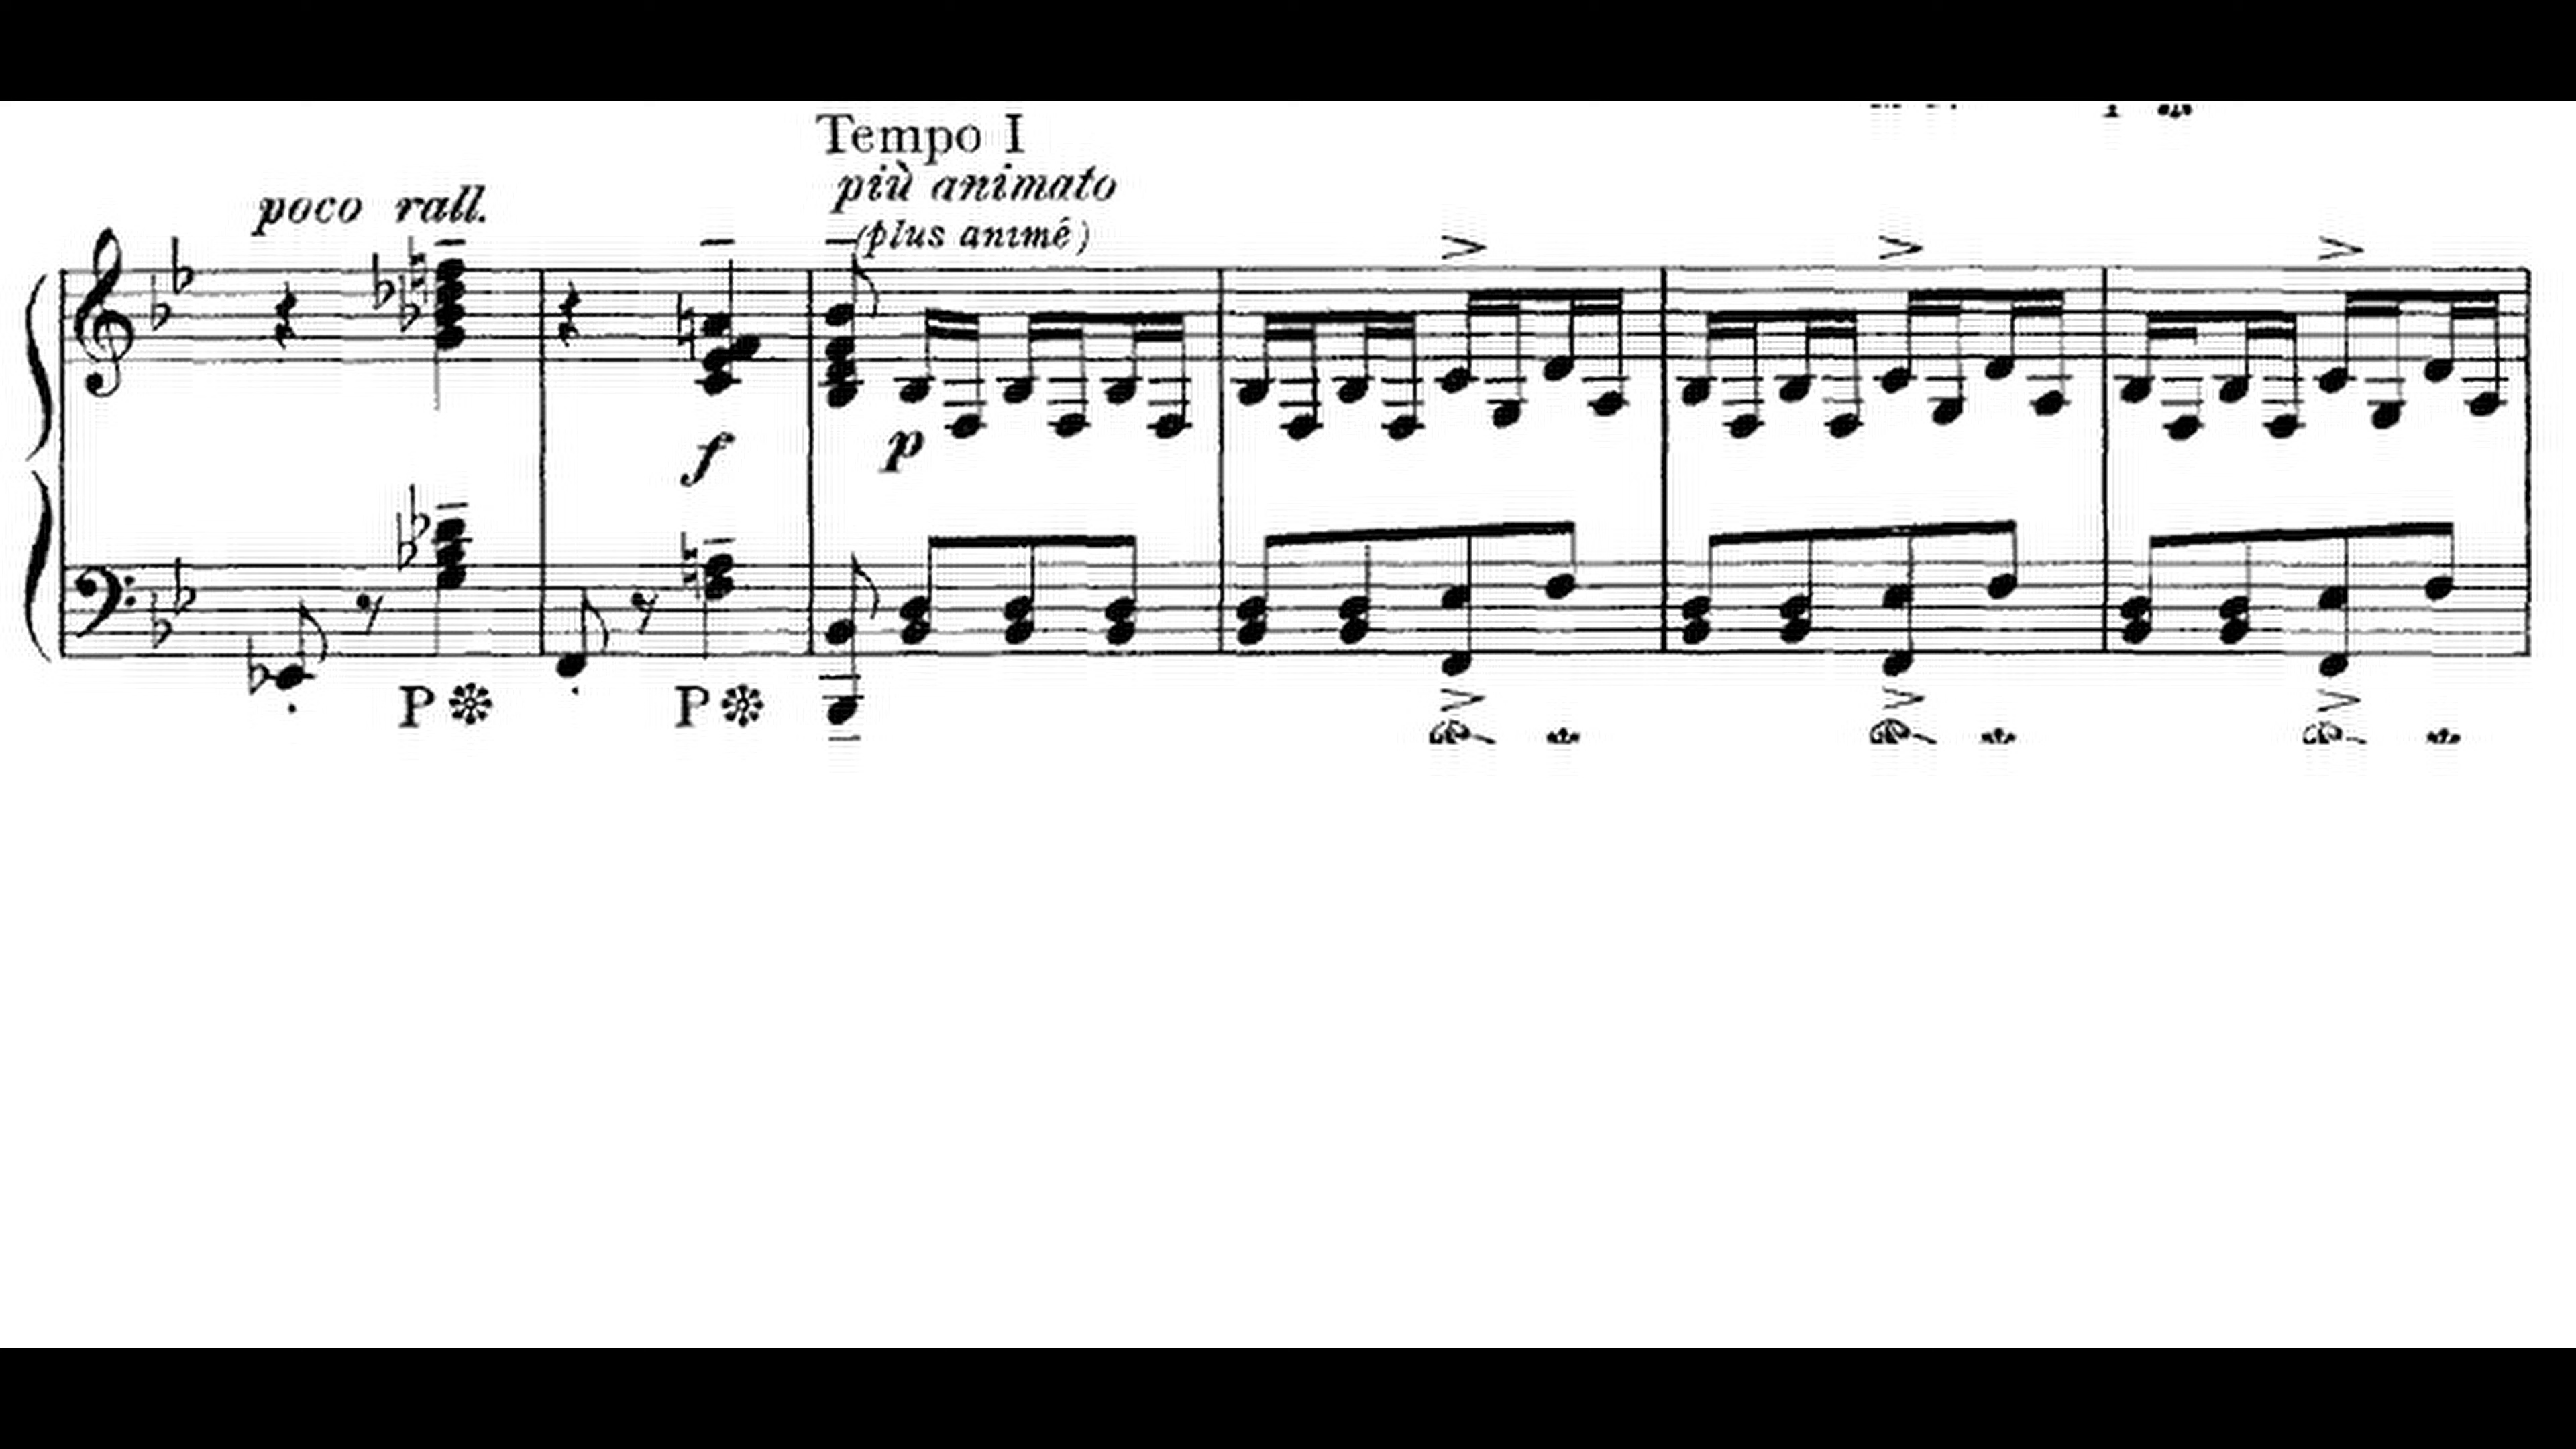 Tempo I
più animato
poco rall.
(plus animé)
f
p
P P